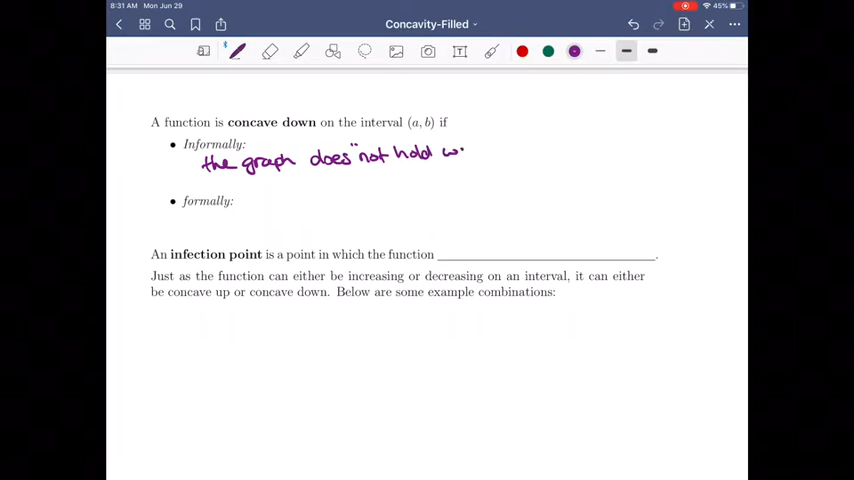 8:31 AM Mon Jun 29
45%
Concavity-Filled
A function is concave down on the interval (a, b) if
• Informally:
the graph does "not hold w
• formally:
An infection point is a point in which the function ____________.
Just as the function can either be increasing or decreasing on an interval, it can either
be concave up or concave down. Below are some example combinations: